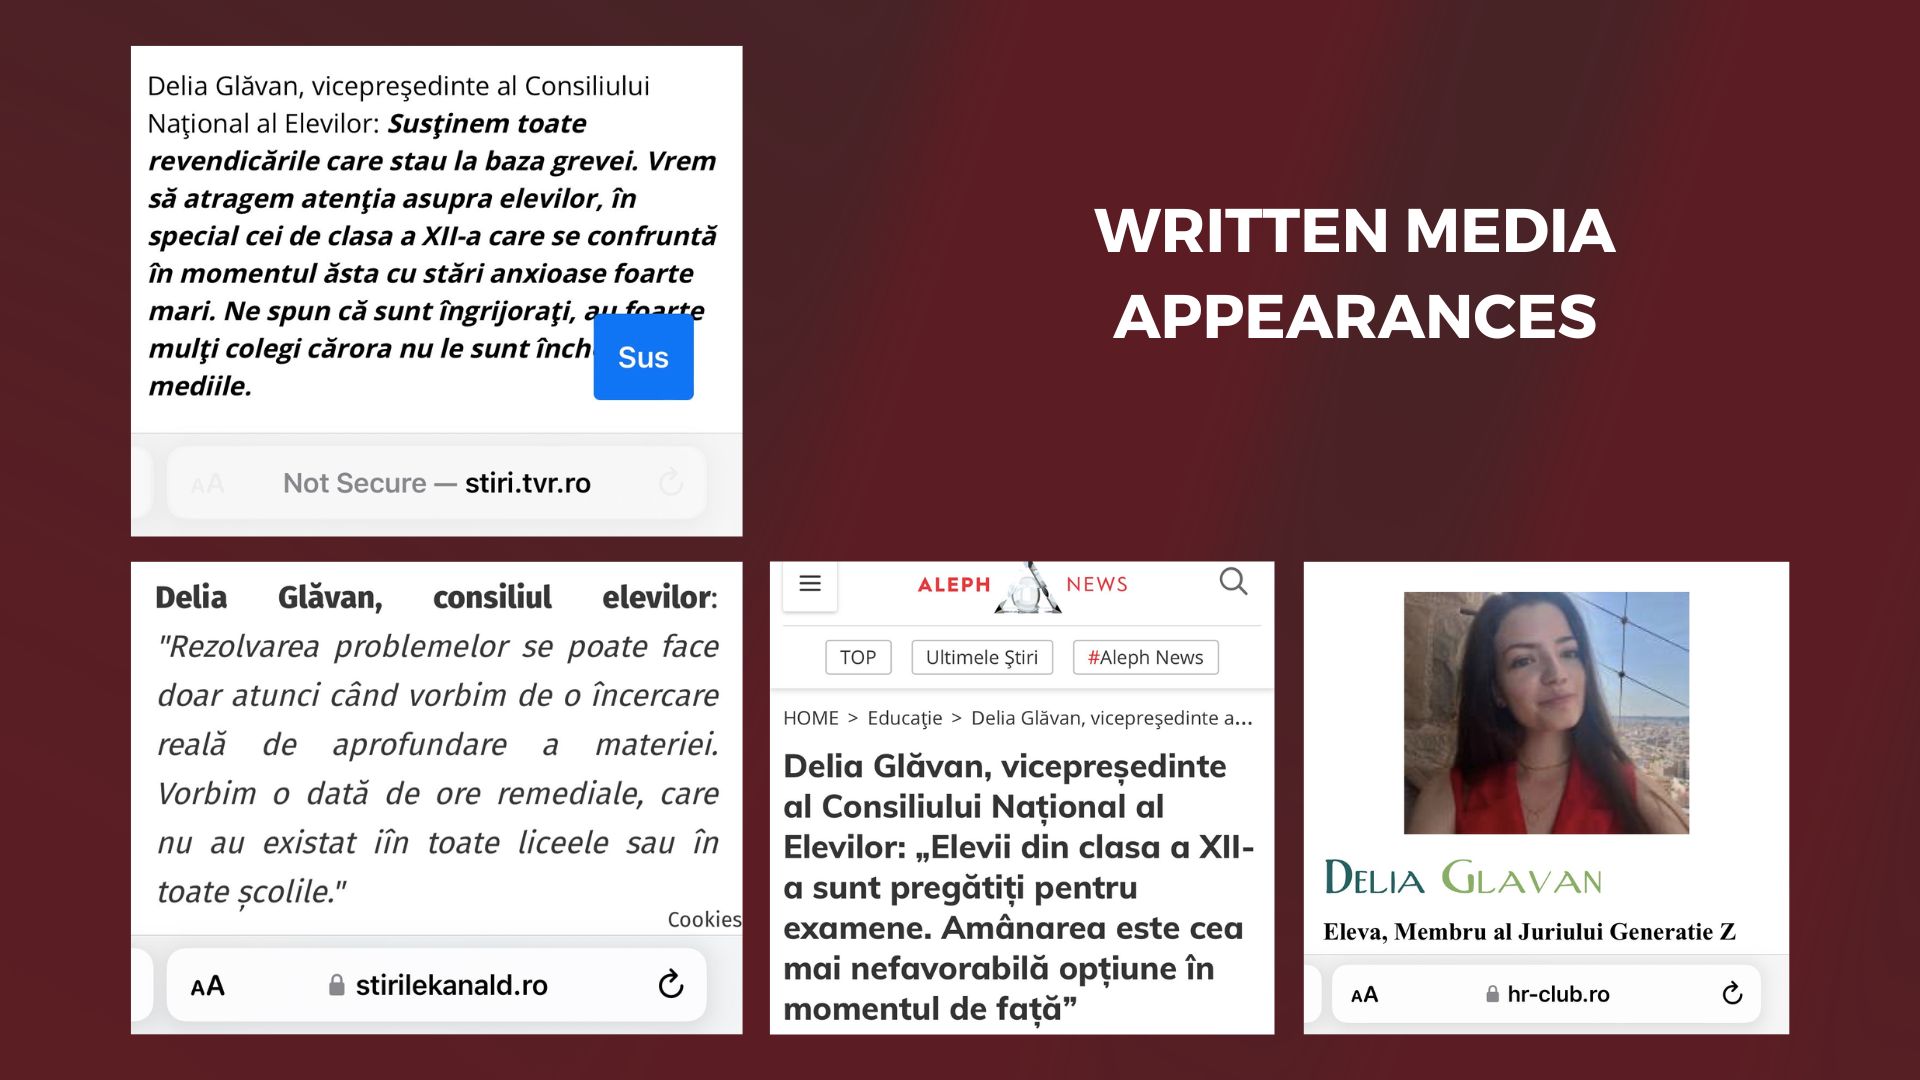 Delia Glăvan, vicepreşedinte al Consiliului
Naţional al Elevilor: Susţinem toate
revendicările care stau la baza grevei. Vrem
să atragem atenţia asupra elevilor, în
special cei de clasa a XII-a care se confruntă
în momentul ăsta cu stări anxioase foarte
mari. Ne spun că sunt îngrijoraţi, au foarte
mulţi colegi cărora nu le sunt
mediile.
Sus
AA Not Secure — stiri.tvr.ro
WRITTEN MEDIA
APPEARANCES
Delia Glăvan, consiliul elevilor:
"Rezolvarea problemelor se poate face
doar atunci când vorbim de o încercare
reală de aprofundare a materiei.
Vorbim o dată de ore remediale, care
nu au existat iîn toate liceele sau în
toate școlile."
Cookies
AA stirilekanald.ro
ALEPH NEWS
TOP Ultimele Ştiri #Aleph News
HOME > Educaţie > Delia Glăvan, vicepreşedinte a...
Delia Glăvan, vicepreședinte
al Consiliului Național al
Elevilor: „Elevii din clasa a XII-
a sunt pregătiți pentru
examene. Amânarea este cea
mai nefavorabilă opțiune în
momentul de față”
Delia Glavan
Eleva, Membru al Juriului Generatie Z
AA hr-club.ro